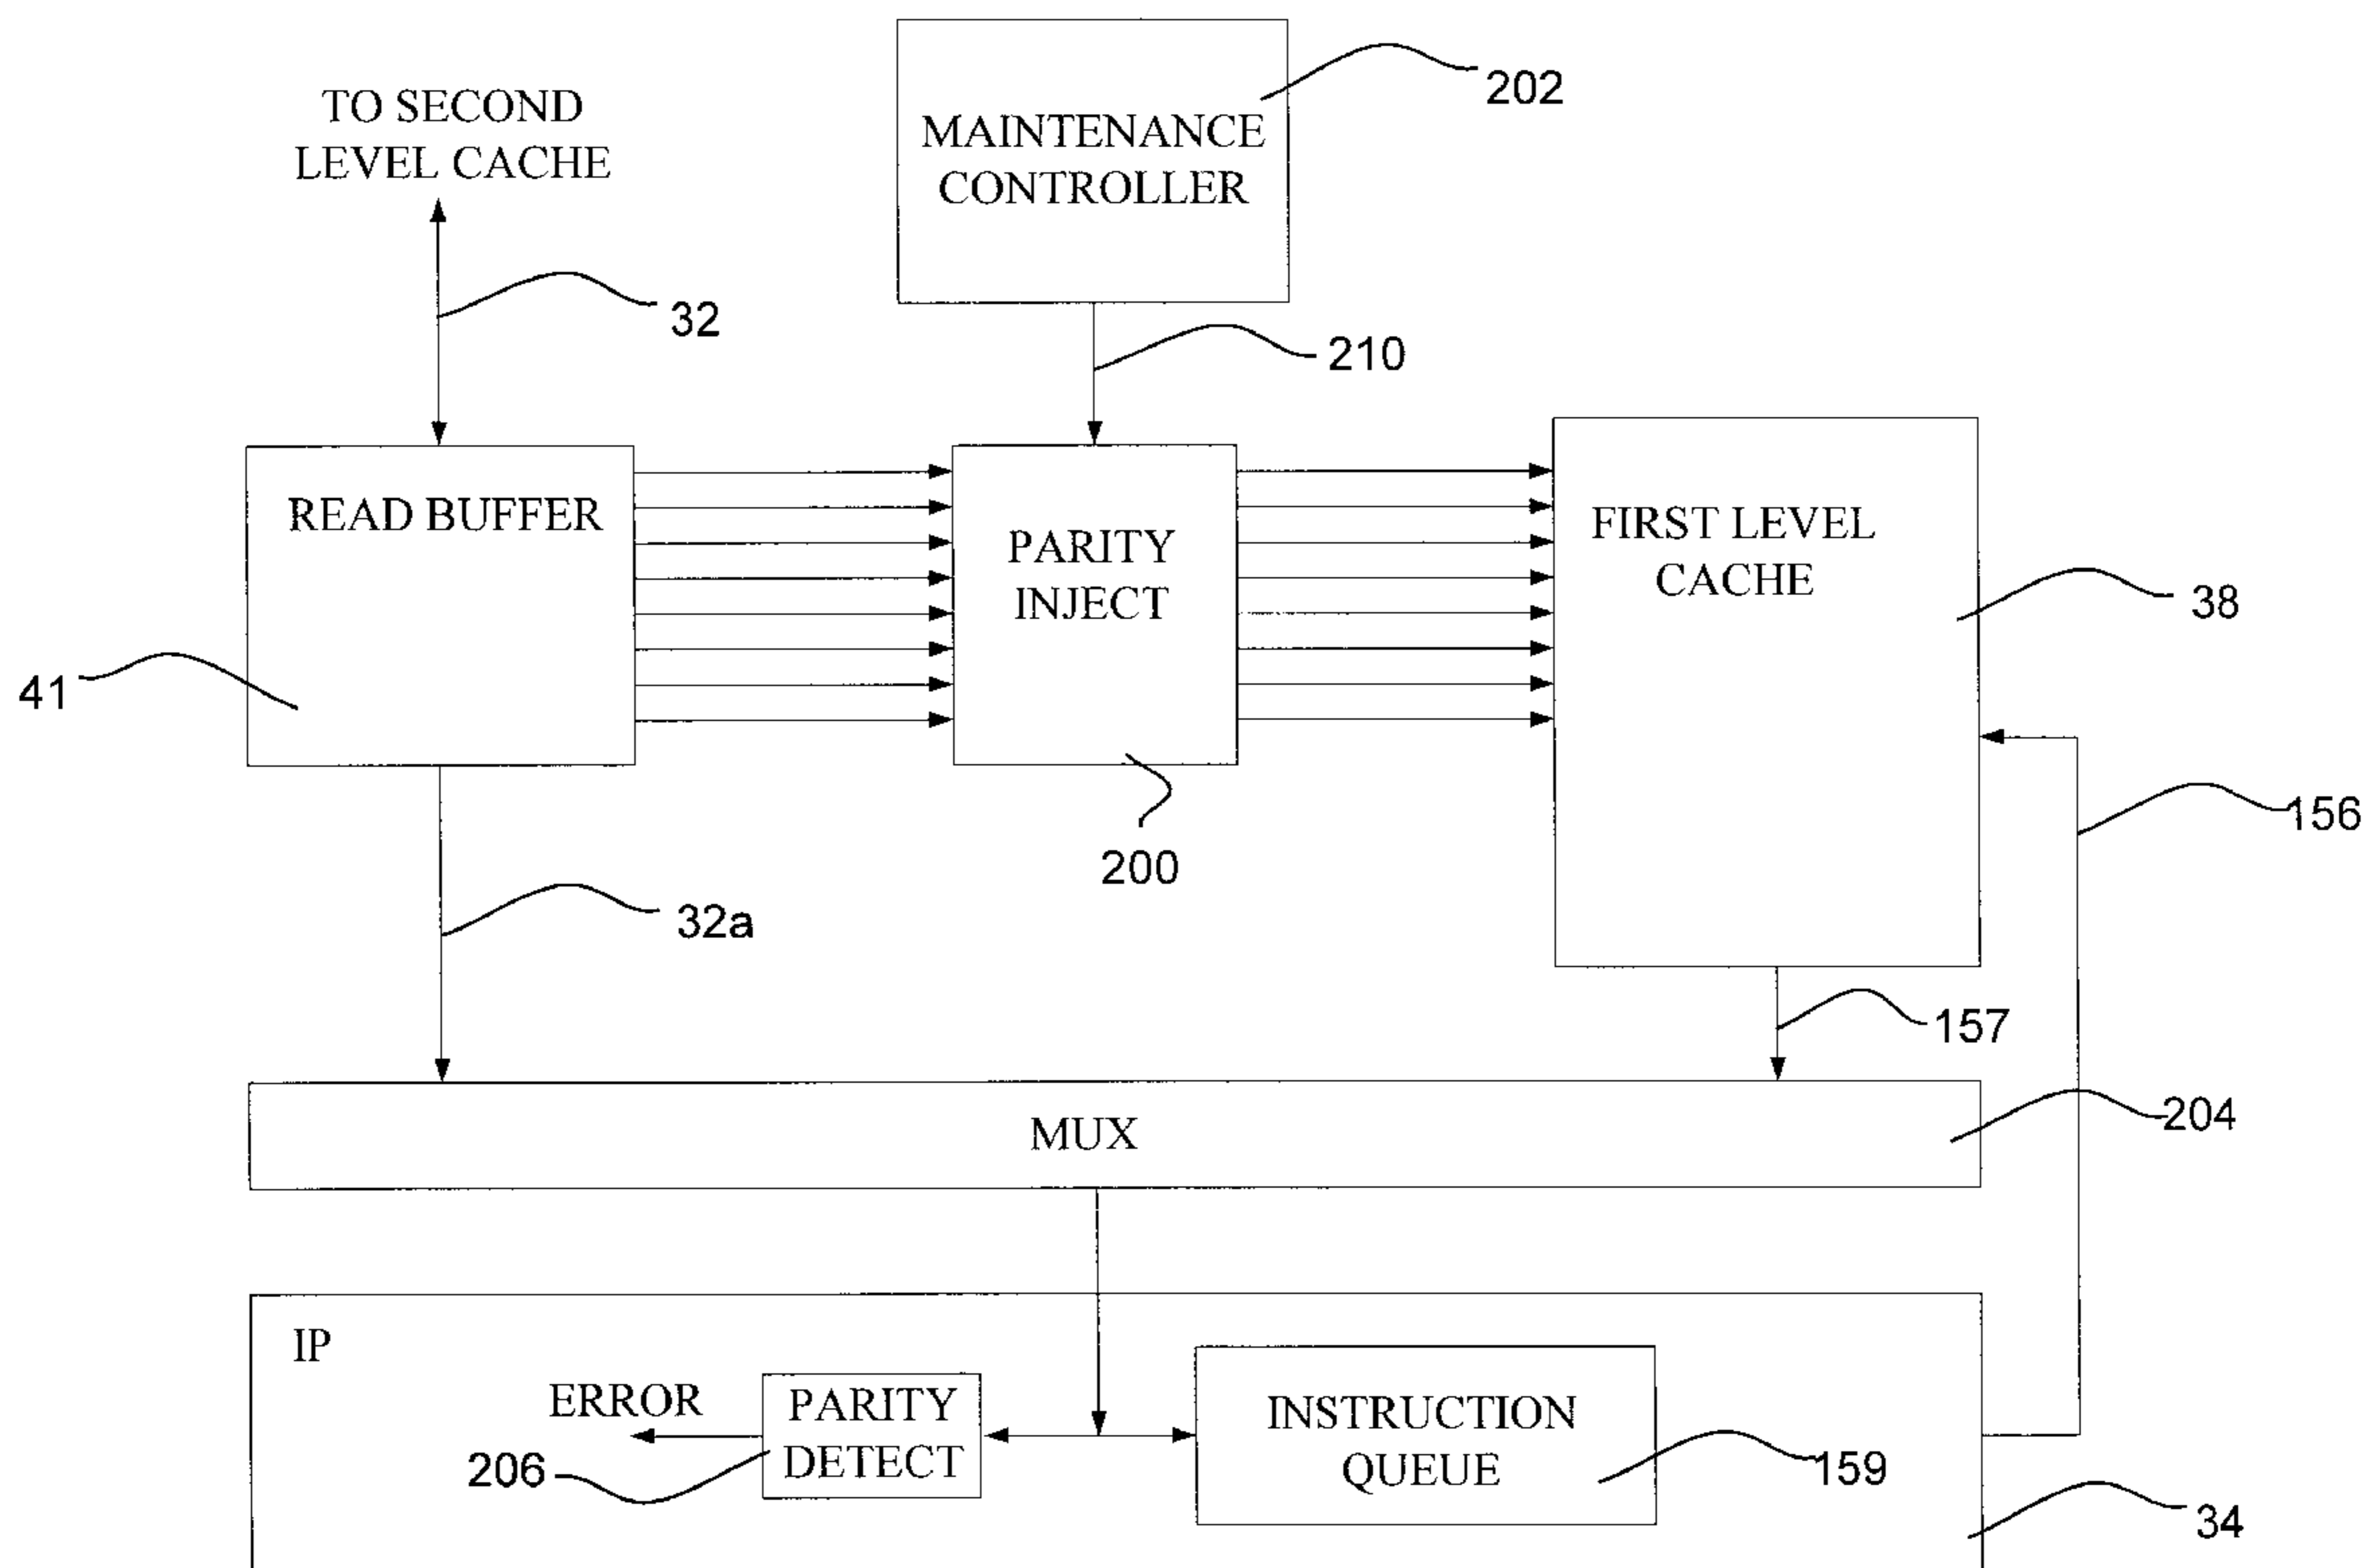 TO SECOND
LEVEL CACHE
MAINTENANCE
CONTROLLER
202
32
210
READ BUFFER
PARITY
INJECT
FIRST LEVEL
CACHE
38
41
200
156
32a
157
MUX
204
IP
ERROR
PARITY
DETECT
206
INSTRUCTION
QUEUE
159
34